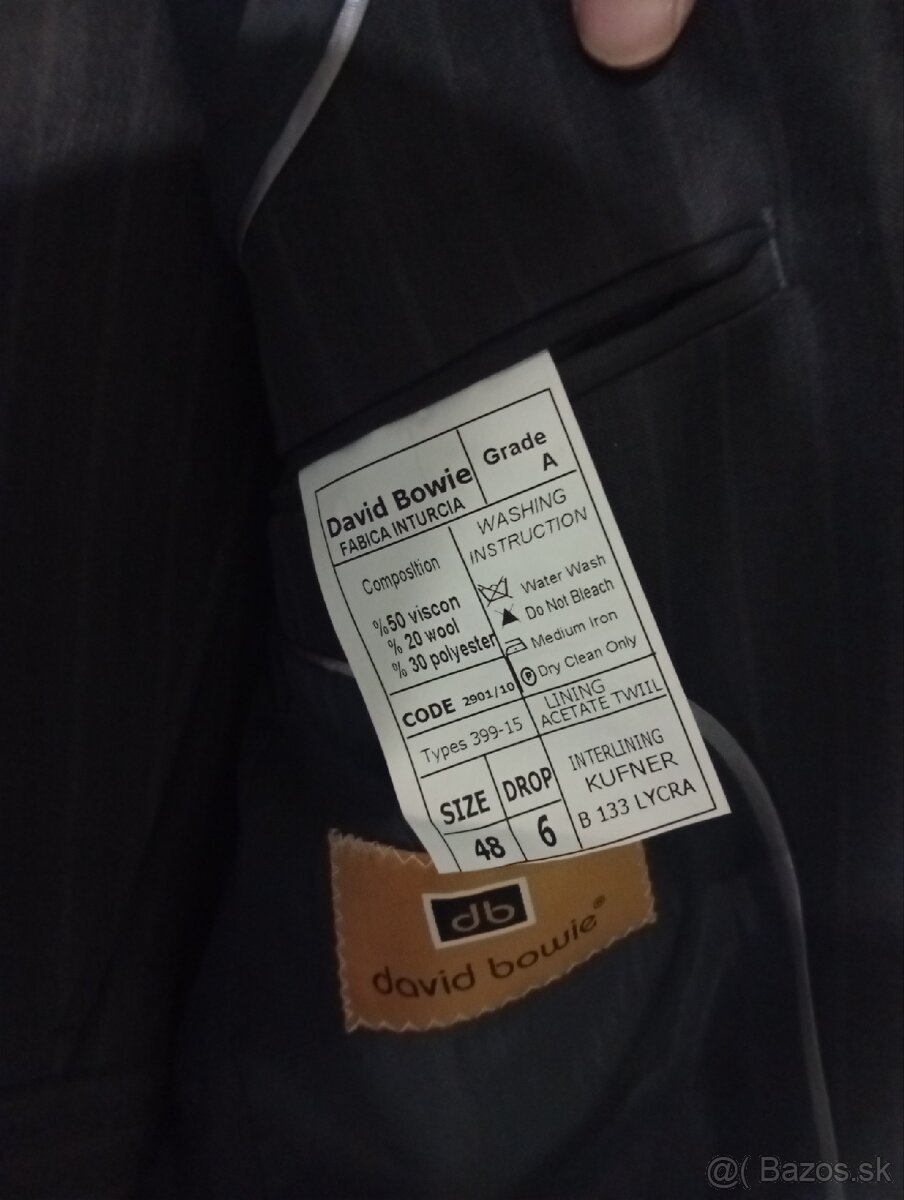 David Bowie
FABICA INTURCIA
Grade
A
Composition
%50 viscon
% 20 wool
% 30 polyester
WASHING
INSTRUCTION
Water Wash
Do Not Bleach
Medium Iron
P Dry Clean Only
CODE 2901/10
Types 399-15
LINING
ACETATE TWIIL
SIZE
48
DROP
6
INTERLINING
KUFNER
B 133 LYCRA
db
david bowie®
@( Bazos.sk